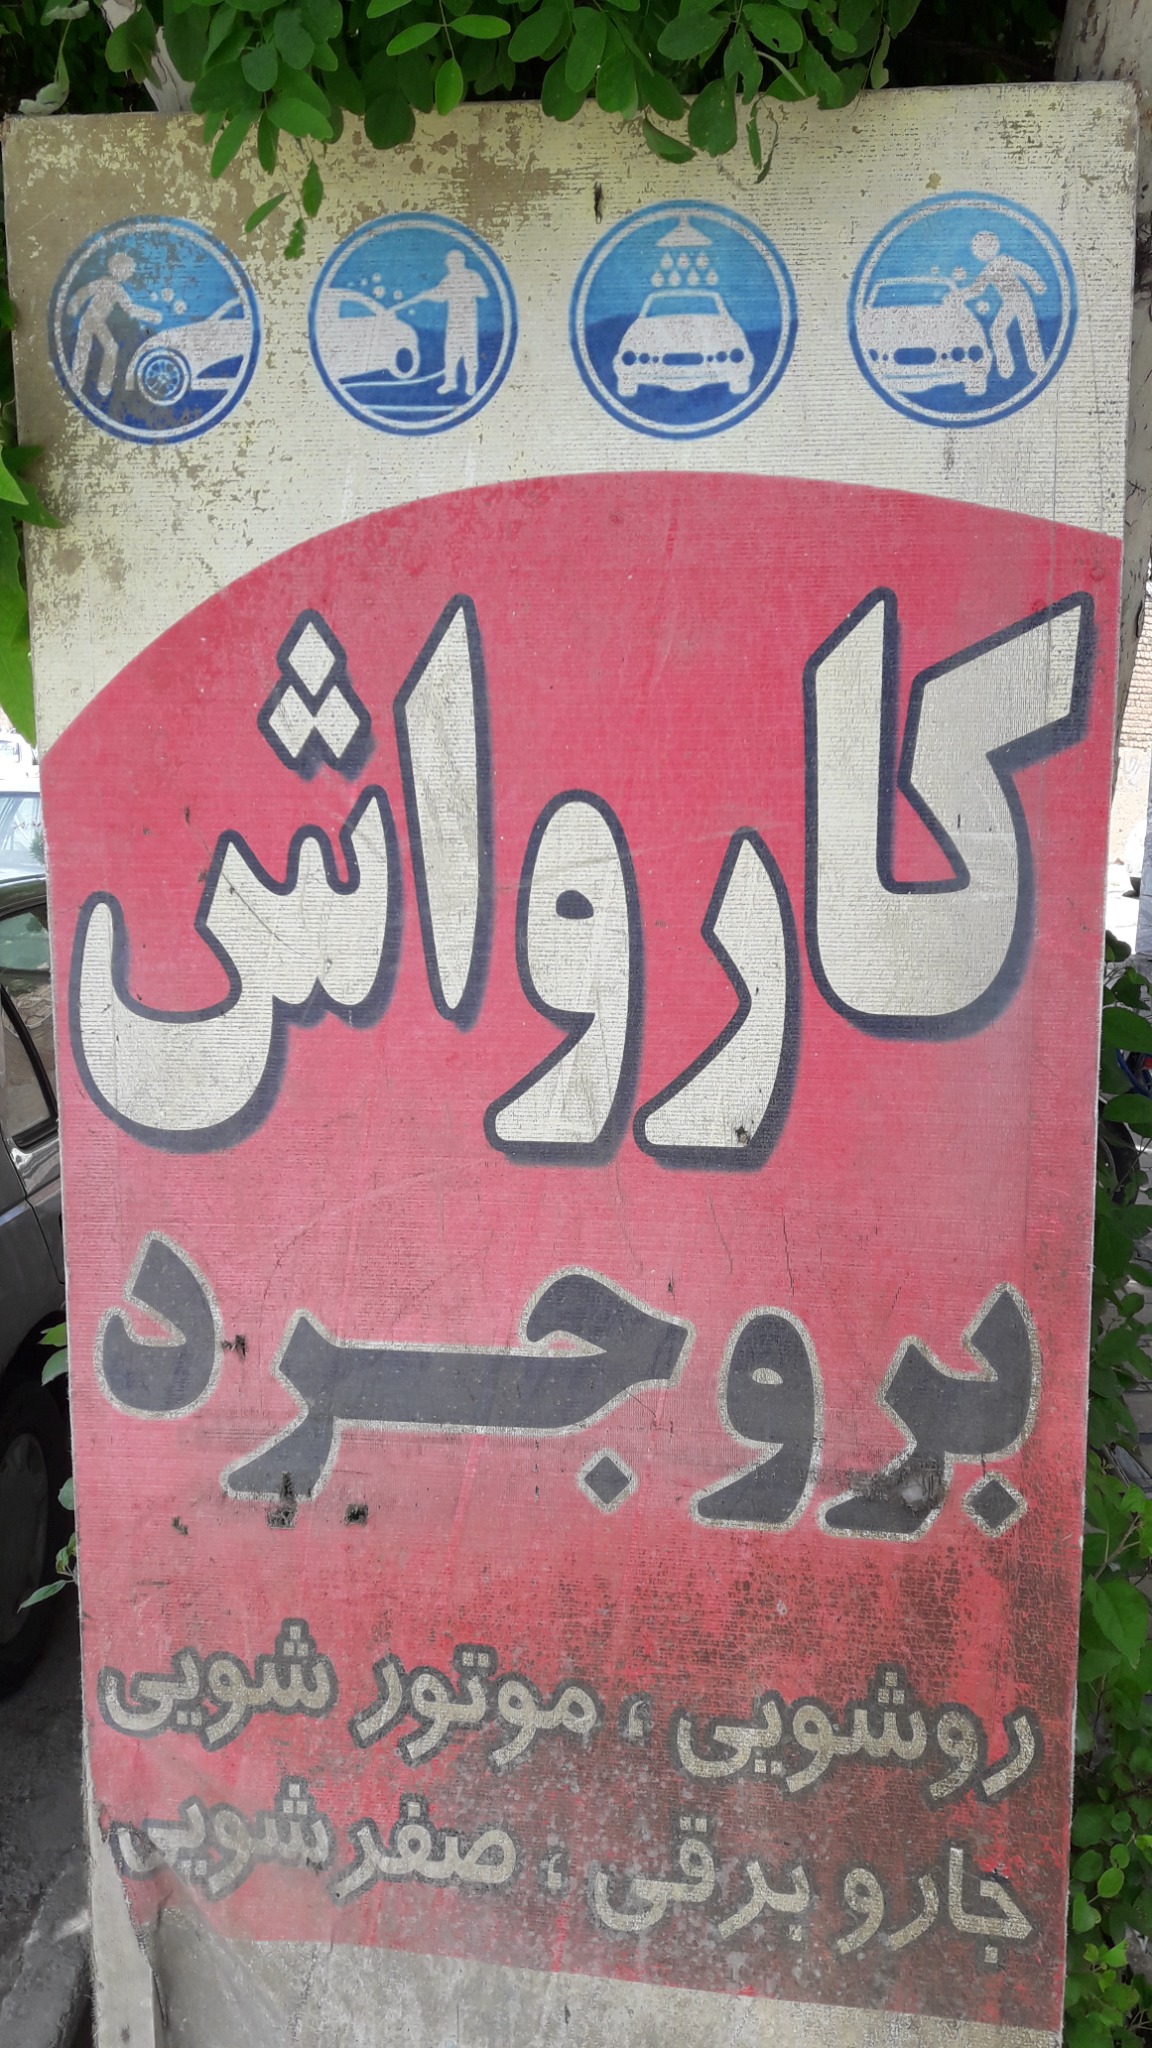 کارواش
بروجرد
روشویی ، موتور شویی
جارو برقی ، صفر شویی